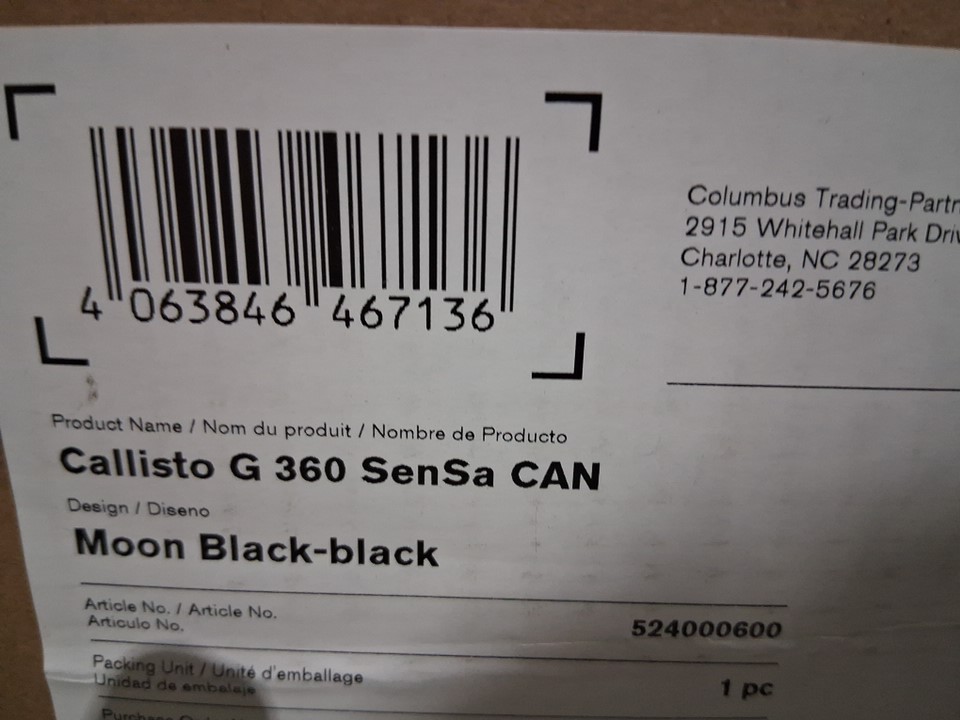 4 063846 467136
Columbus Trading-Partn
2915 Whitehall Park Driv
Charlotte, NC 28273
1-877-242-5676
Product Name / Nom du produit / Nombre de Producto
Callisto G 360 SenSa CAN
Design / Diseno
Moon Black-black
Article No. / Article No.
Articulo No.
524000600
Packing Unit / Unité d'emballage
Unidad de embalaje
1 pc
Purchase